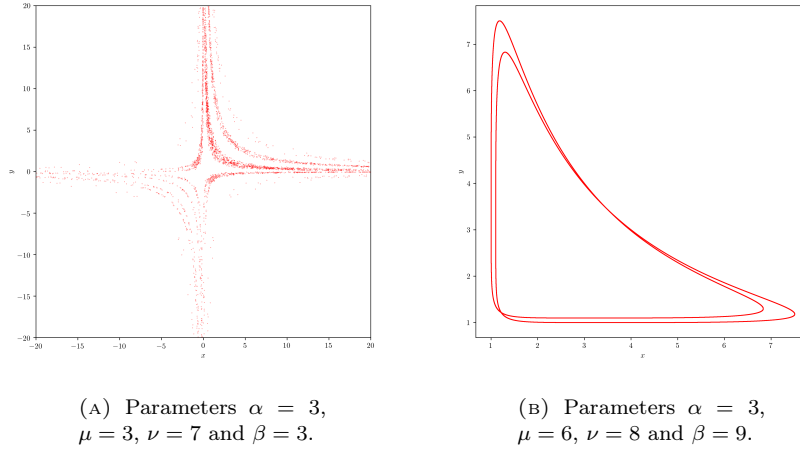 20
15
10
5
0
−5
−10
−15
−20
y
−20 −15 −10 −5 0 5 10 15 20
x
7
6
5
4
3
2
1
y
1 2 3 4 5 6 7
x
(A) Parameters α = 3,
μ = 3, ν = 7 and β = 3.
(B) Parameters α = 3,
μ = 6, ν = 8 and β = 9.